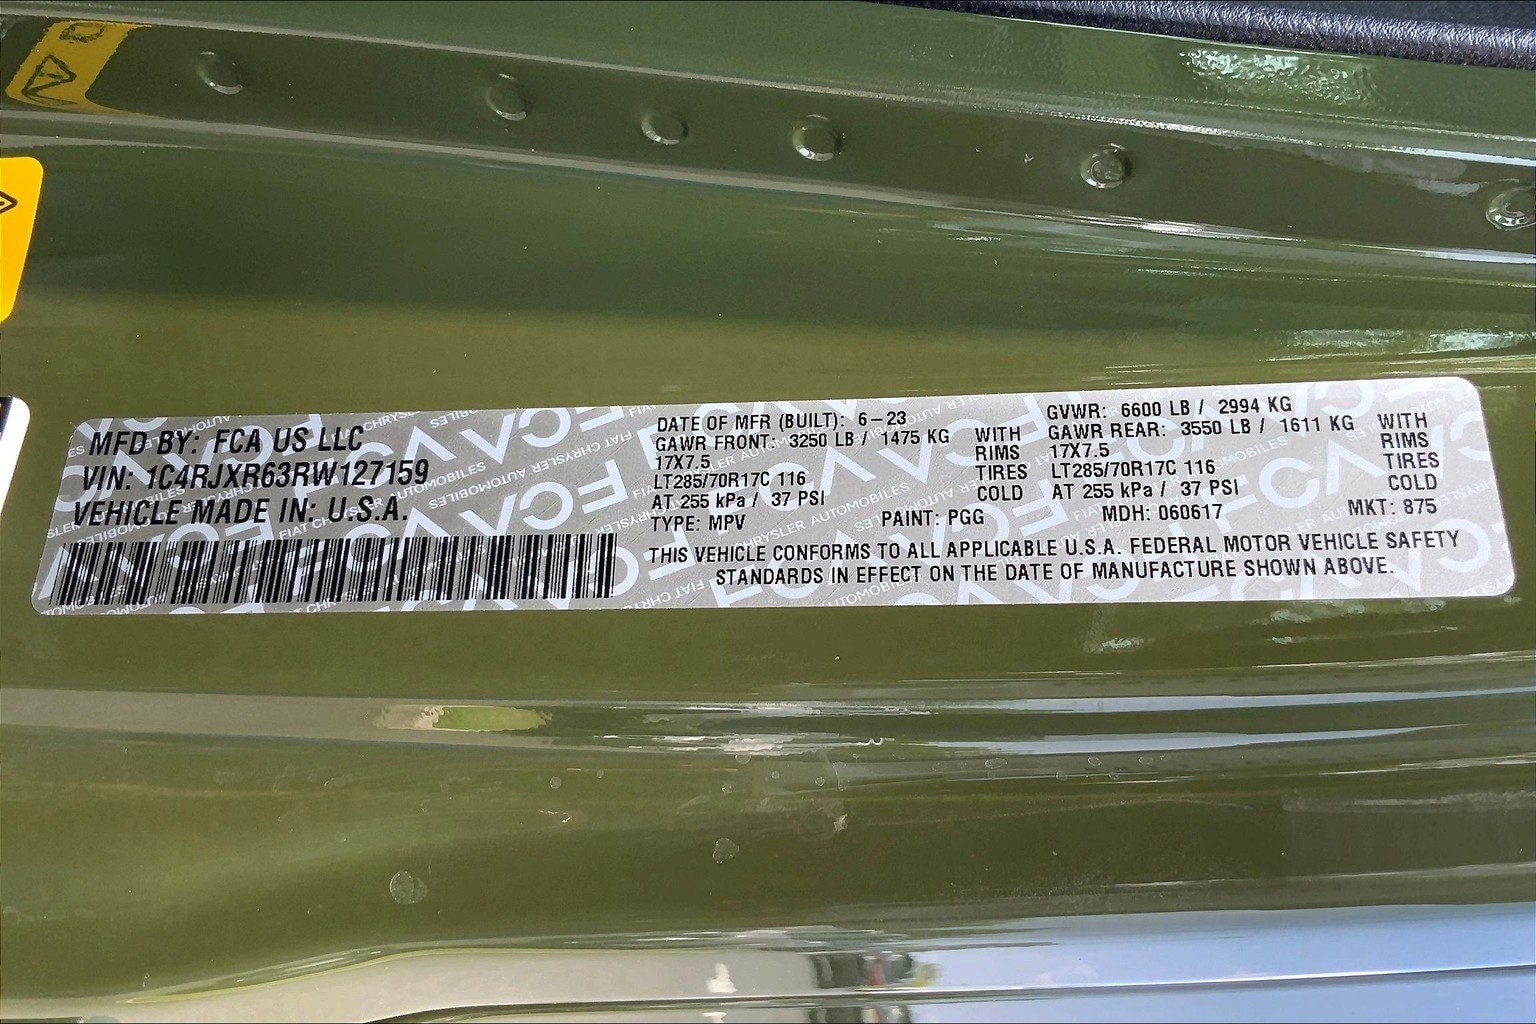 MFD BY: FCA US LLC
VIN: 1C4RJXR63RW127159
VEHICLE MADE IN: U.S.A.
DATE OF MFR (BUILT): 6-23
GAWR FRONT: 3250 LB / 1475 KG
17X7.5
LT285/70R17C 116
AT 255 kPa / 37 PSI
WITH
RIMS
TIRES
COLD
GVWR: 6600 LB / 2994 KG
GAWR REAR: 3550 LB / 1611 KG
17X7.5
LT285/70R17C 116
AT 255 kPa / 37 PSI
WITH
RIMS
TIRES
COLD
TYPE: MPV PAINT: PGG MDH: 060617 MKT: 875
THIS VEHICLE CONFORMS TO ALL APPLICABLE U.S.A. FEDERAL MOTOR VEHICLE SAFETY
STANDARDS IN EFFECT ON THE DATE OF MANUFACTURE SHOWN ABOVE.
FCA
FIAT CHRYSLER AUTOMOBILES